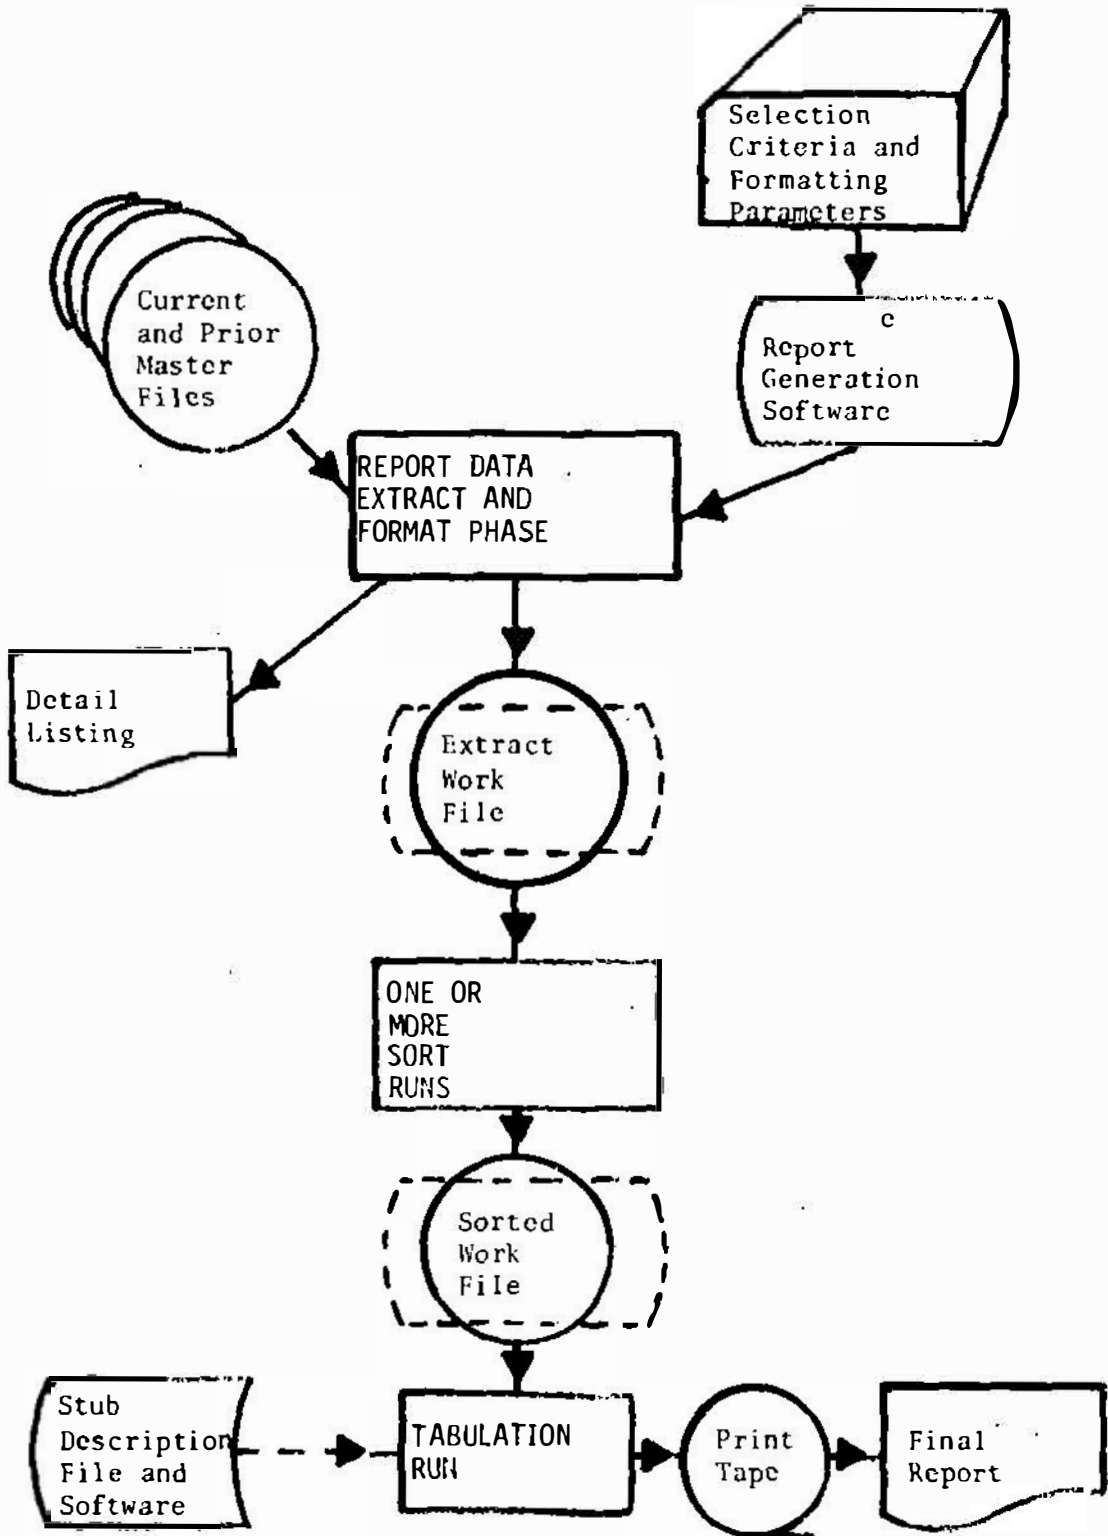 Selection
Criteria and
Formatting
Parameters
Current
and Prior
Master
Files
e
Report
Generation
Software
REPORT DATA
EXTRACT AND
FORMAT PHASE
Detail
Listing
Extract
Work
File
ONE OR
MORE
SORT
RUNS
Sorted
Work
File
Stub
Description
File and
Software
TABULATION
RUN
Print
Tape
Final
Report